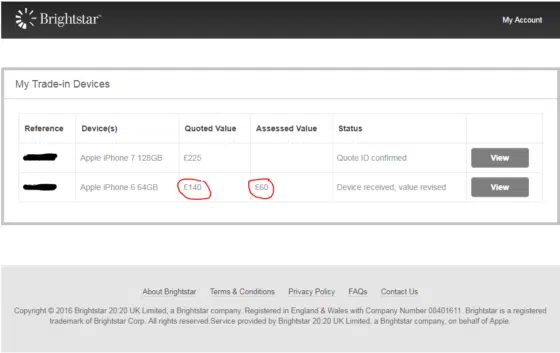 Brightstar™
My Account
My Trade-in Devices
Reference Device(s) Quoted Value Assessed Value Status
Apple iPhone 7 128GB £225 Quote ID confirmed View
Apple iPhone 6 64GB £140 £60 Device received, value revised View
About Brightstar Terms & Conditions Privacy Policy FAQs Contact Us
Copyright © 2016 Brightstar 20:20 UK Limited, a Brightstar company. Registered in England & Wales with Company Number 08401611. Brightstar is a registered
trademark of Brightstar Corp. All rights reserved.Service provided by Brightstar 20:20 UK Limited, a Brightstar company, on behalf of Apple.